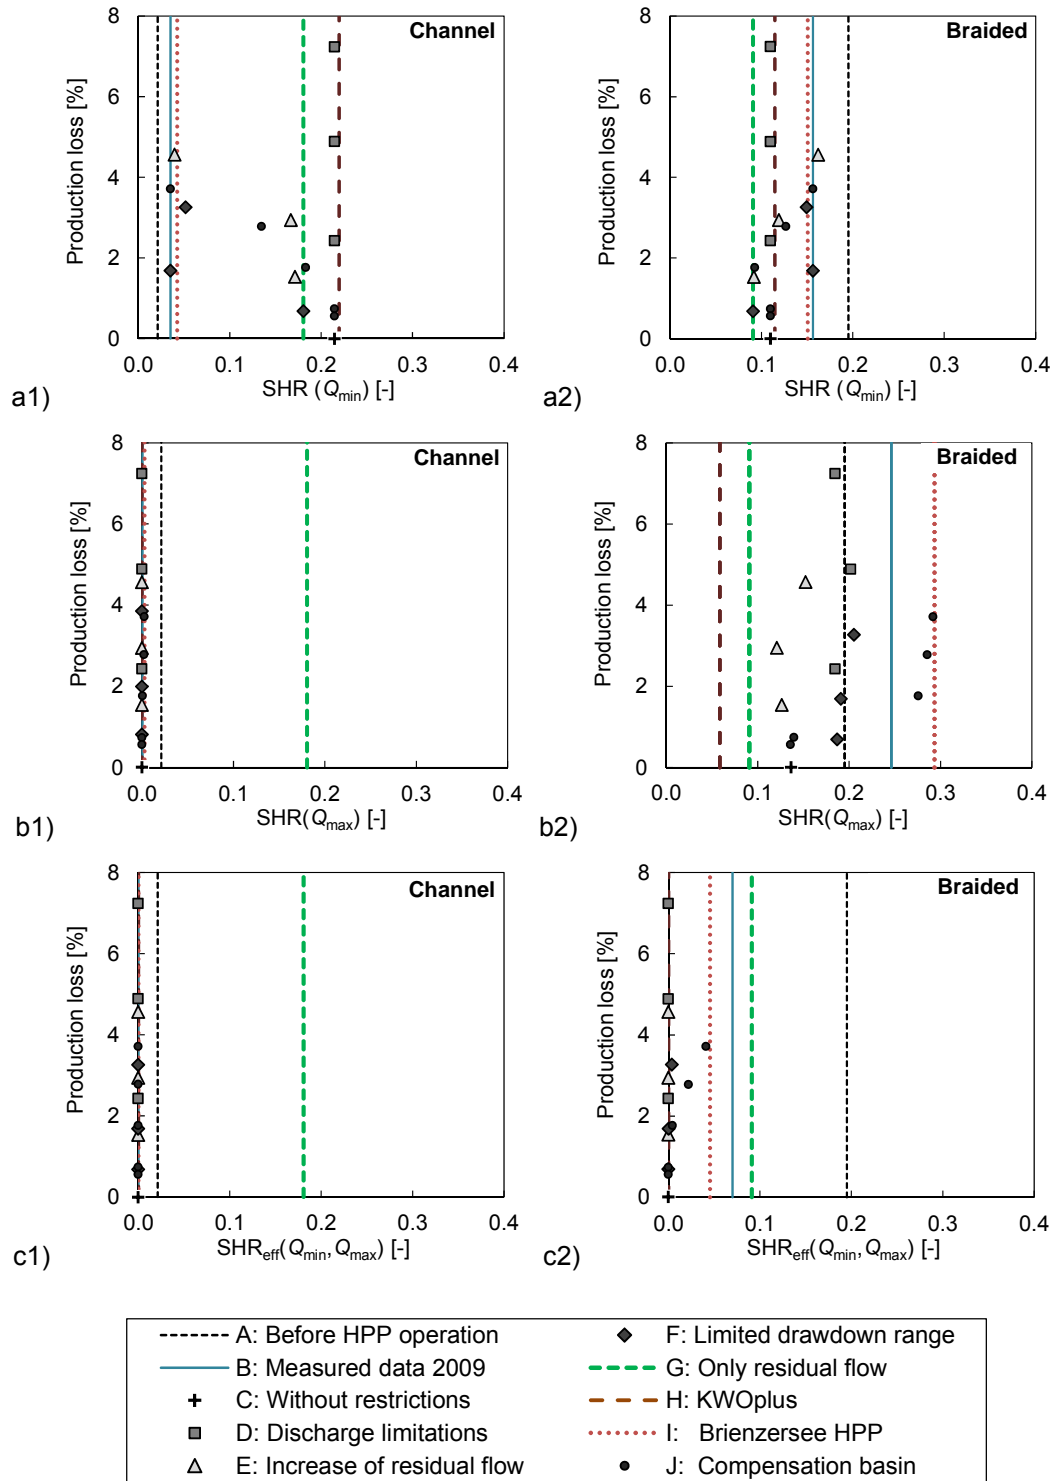 8
6
4
2
0
Production loss [%]
Channel
0.0 0.1 0.2 0.3 0.4
SHR (Qmin) [-]
a1)
8
6
4
2
0
Production loss [%]
Braided
0.0 0.1 0.2 0.3 0.4
SHR (Qmin) [-]
a2)
8
6
4
2
0
Production loss [%]
Channel
0.0 0.1 0.2 0.3 0.4
SHR(Qmax) [-]
b1)
8
6
4
2
0
Production loss [%]
Braided
0.0 0.1 0.2 0.3 0.4
SHR(Qmax) [-]
b2)
8
6
4
2
0
Production loss [%]
Channel
0.0 0.1 0.2 0.3 0.4
SHReff(Qmin, Qmax) [-]
c1)
8
6
4
2
0
Production loss [%]
Braided
0.0 0.1 0.2 0.3 0.4
SHReff(Qmin, Qmax) [-]
c2)
A: Before HPP operation
B: Measured data 2009
C: Without restrictions
D: Discharge limitations
E: Increase of residual flow
F: Limited drawdown range
G: Only residual flow
H: KWOplus
I: Brienzersee HPP
J: Compensation basin